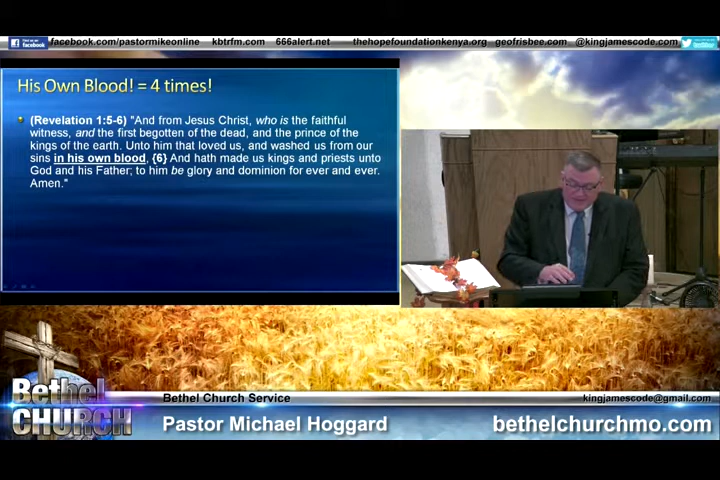 facebook.com/pastormikeonline kbtrfm.com 666alert.net thehopefoundationkenya.org geofrisbee.com @kingjamescode.com
His Own Blood! = 4 times!
(Revelation 1:5-6) "And from Jesus Christ, who is the faithful
witness, and the first begotten of the dead, and the prince of the
kings of the earth. Unto him that loved us, and washed us from our
sins in his own blood, {6} And hath made us kings and priests unto
God and his Father; to him be glory and dominion for ever and ever.
Amen."
Bethel
CHURCH
Bethel Church Service kingjamescode@gmail.com
Pastor Michael Hoggard bethelchurchmo.com